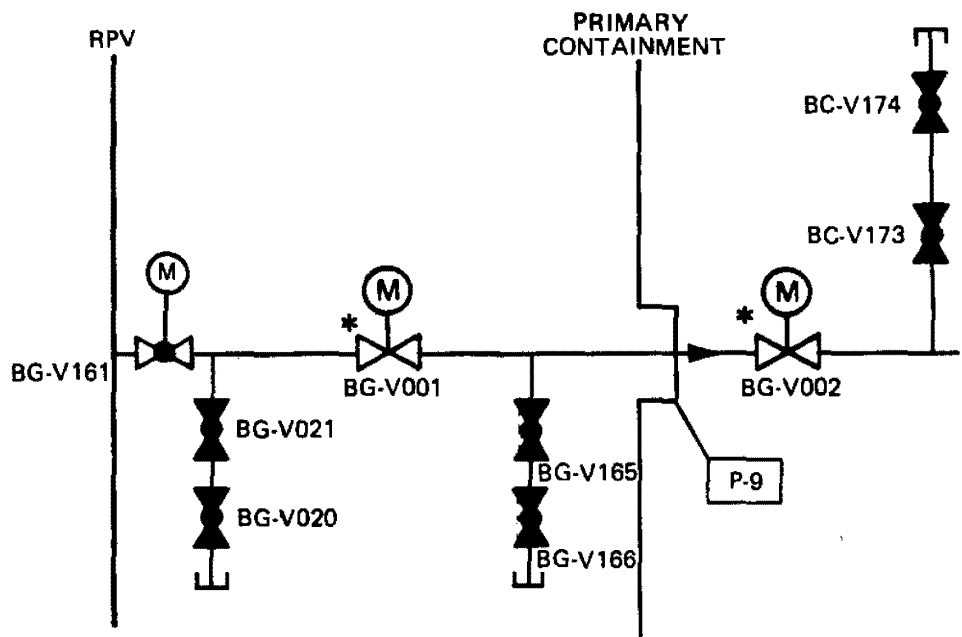 RPV
PRIMARY
CONTAINMENT
BC-V174
BC-V173
M
M
*
M
*
BG-V161
BG-V001
BG-V002
BG-V021
BG-V165
P-9
BG-V020
BG-V166